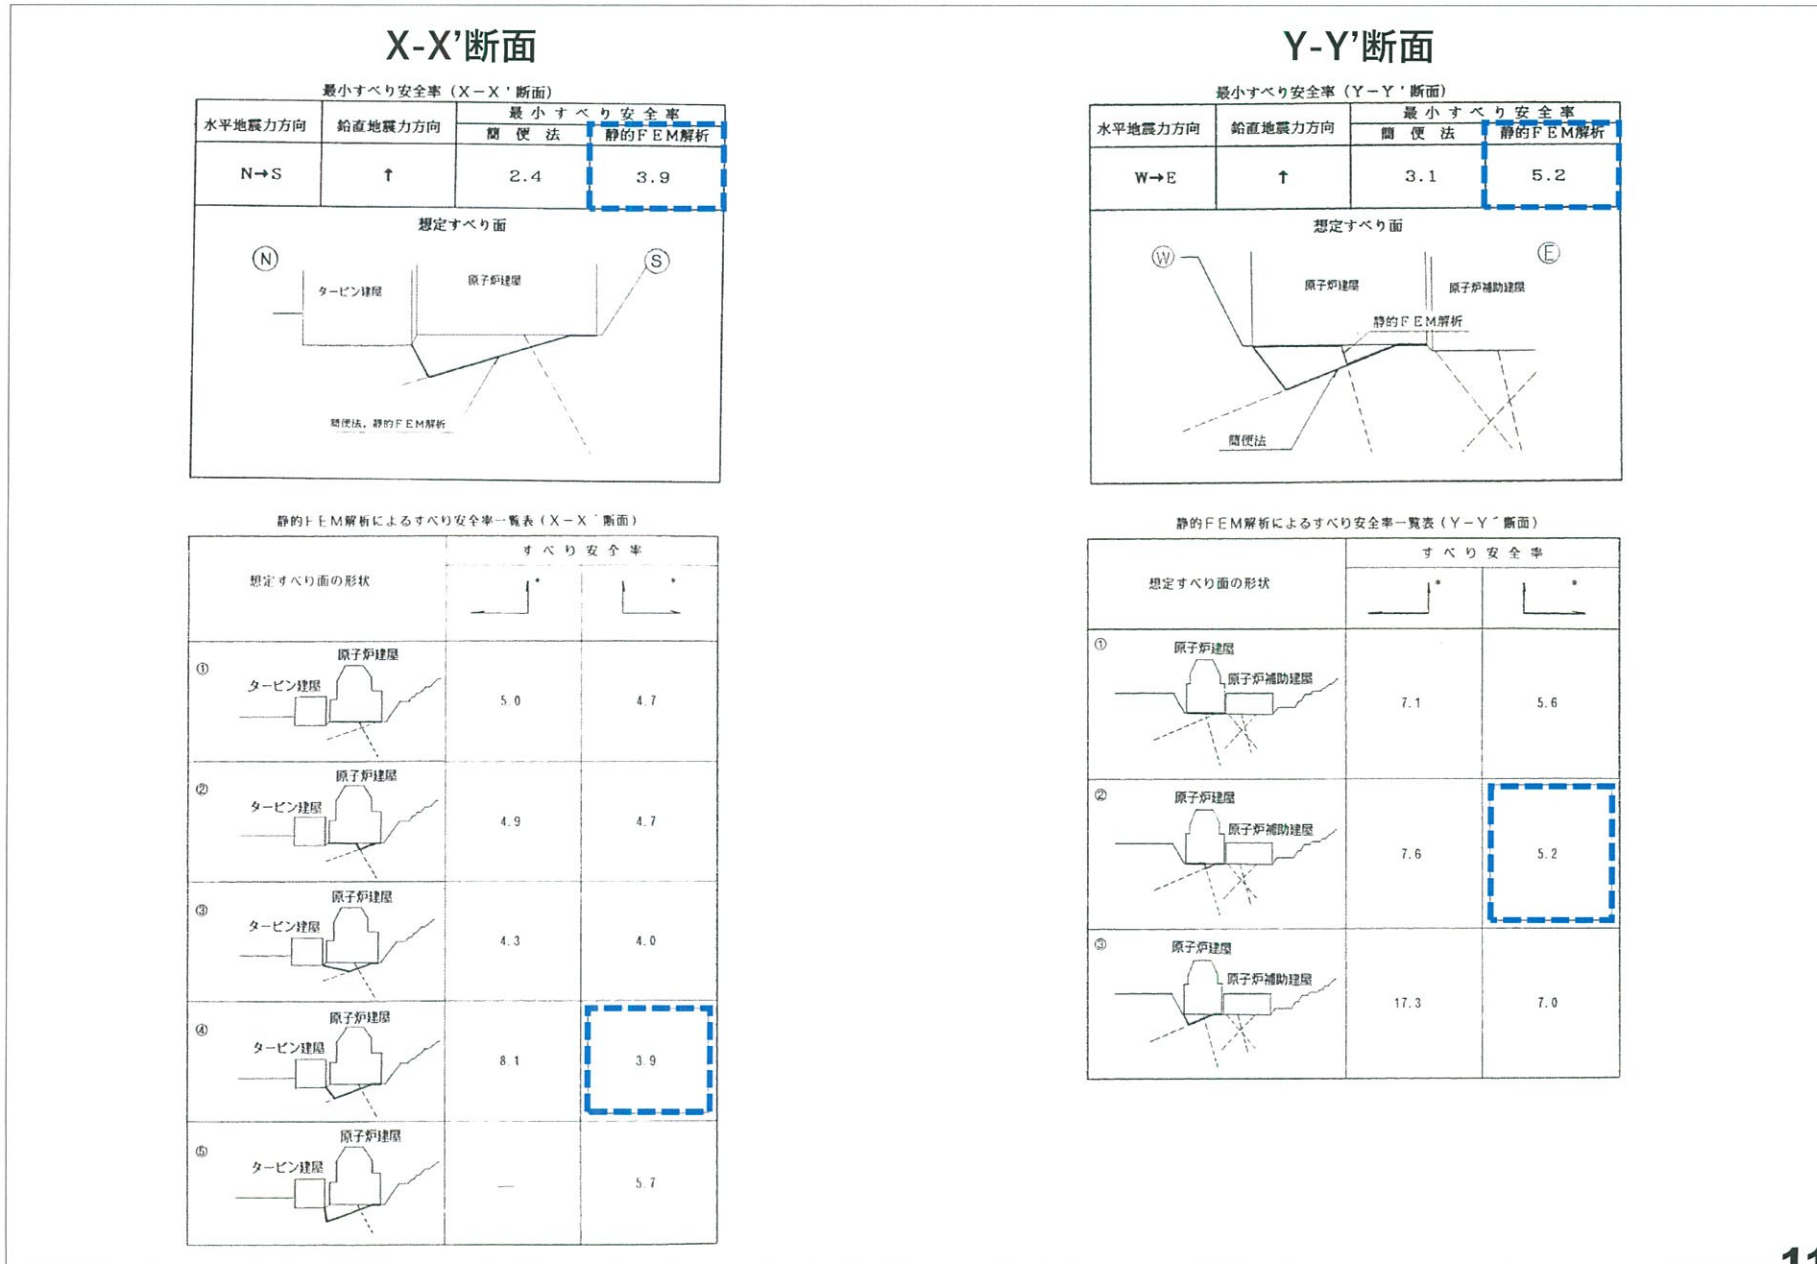 X-X’断面
最小すべり安全率（X－X'断面）
水平地震力方向 鉛直地震力方向 最小すべり安全率
簡便法 静的FEM解析
N→S ↑ 2.4 3.9
想定すべり面
N S
タービン建屋 原子炉建屋
簡便法，静的FEM解析
静的FEM解析によるすべり安全率一覧表（X－X´断面）
想定すべり面の形状 すべり安全率
* *
① 原子炉建屋
タービン建屋 5.0 4.7
② 原子炉建屋
タービン建屋 4.9 4.7
③ 原子炉建屋
タービン建屋 4.3 4.0
④ 原子炉建屋
タービン建屋 8.1 3.9
⑤ 原子炉建屋
タービン建屋 — 5.7
Y-Y’断面
最小すべり安全率（Y－Y'断面）
水平地震力方向 鉛直地震力方向 最小すべり安全率
簡便法 静的FEM解析
W→E ↑ 3.1 5.2
想定すべり面
W E
原子炉建屋 原子炉補助建屋
静的FEM解析
簡便法
静的FEM解析によるすべり安全率一覧表（Y－Y´断面）
想定すべり面の形状 すべり安全率
* *
① 原子炉建屋
原子炉補助建屋 7.1 5.6
② 原子炉建屋
原子炉補助建屋 7.6 5.2
③ 原子炉建屋
原子炉補助建屋 17.3 7.0